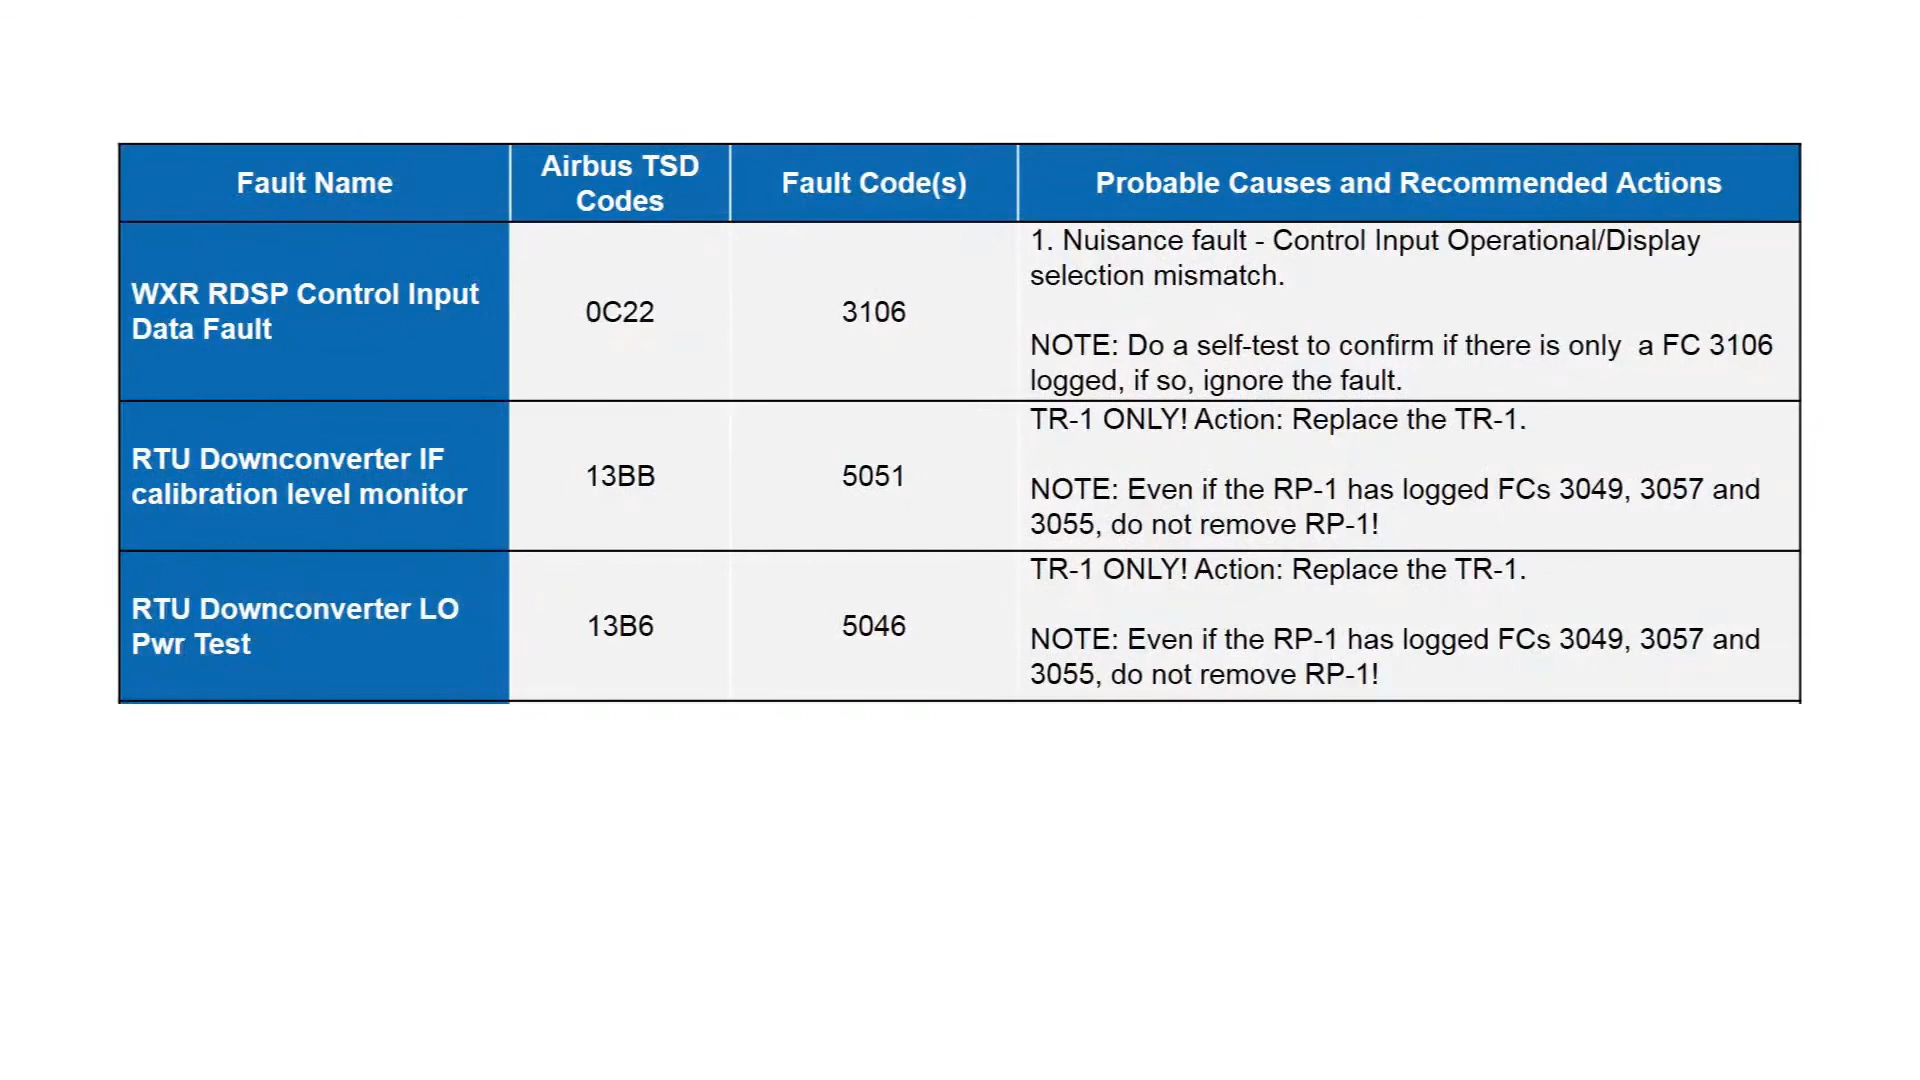 Fault Name
Airbus TSD
Codes
Fault Code(s)
Probable Causes and Recommended Actions
WXR RDSP Control Input
Data Fault
0C22
3106
1. Nuisance fault - Control Input Operational/Display
selection mismatch.
NOTE: Do a self-test to confirm if there is only  a FC 3106
logged, if so, ignore the fault.
RTU Downconverter IF
calibration level monitor
13BB
5051
TR-1 ONLY! Action: Replace the TR-1.
NOTE: Even if the RP-1 has logged FCs 3049, 3057 and
3055, do not remove RP-1!
RTU Downconverter LO
Pwr Test
13B6
5046
TR-1 ONLY! Action: Replace the TR-1.
NOTE: Even if the RP-1 has logged FCs 3049, 3057 and
3055, do not remove RP-1!